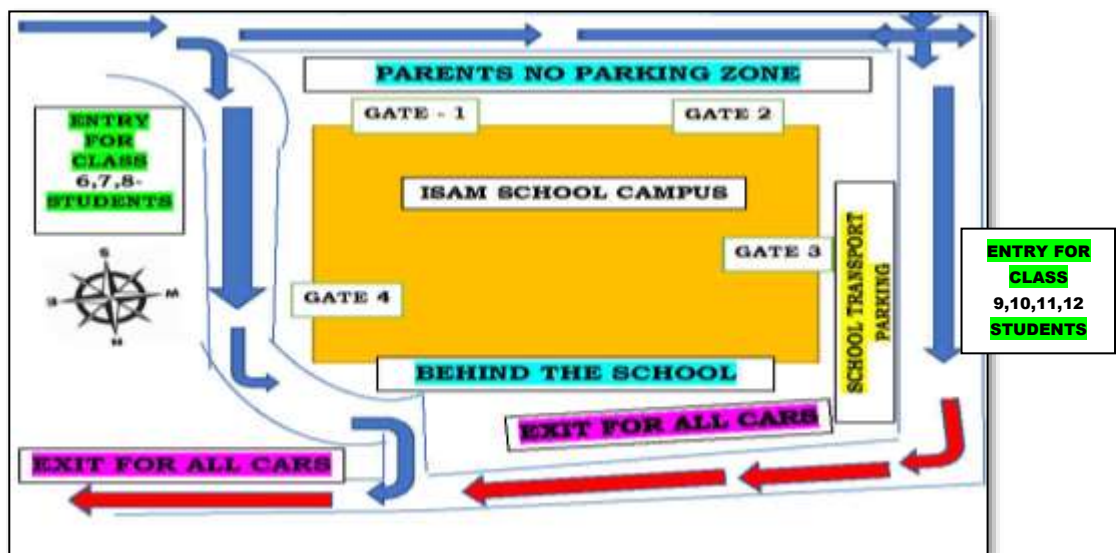 PARENTS NO PARKING ZONE
GATE - 1
GATE 2
ENTRY
FOR
CLASS
6,7,8-
STUDENTS
ISAM SCHOOL CAMPUS
GATE 3
GATE 4
SCHOOL TRANSPORT
PARKING
ENTRY FOR
CLASS
9,10,11,12
STUDENTS
BEHIND THE SCHOOL
EXIT FOR ALL CARS
EXIT FOR ALL CARS
S
W
N